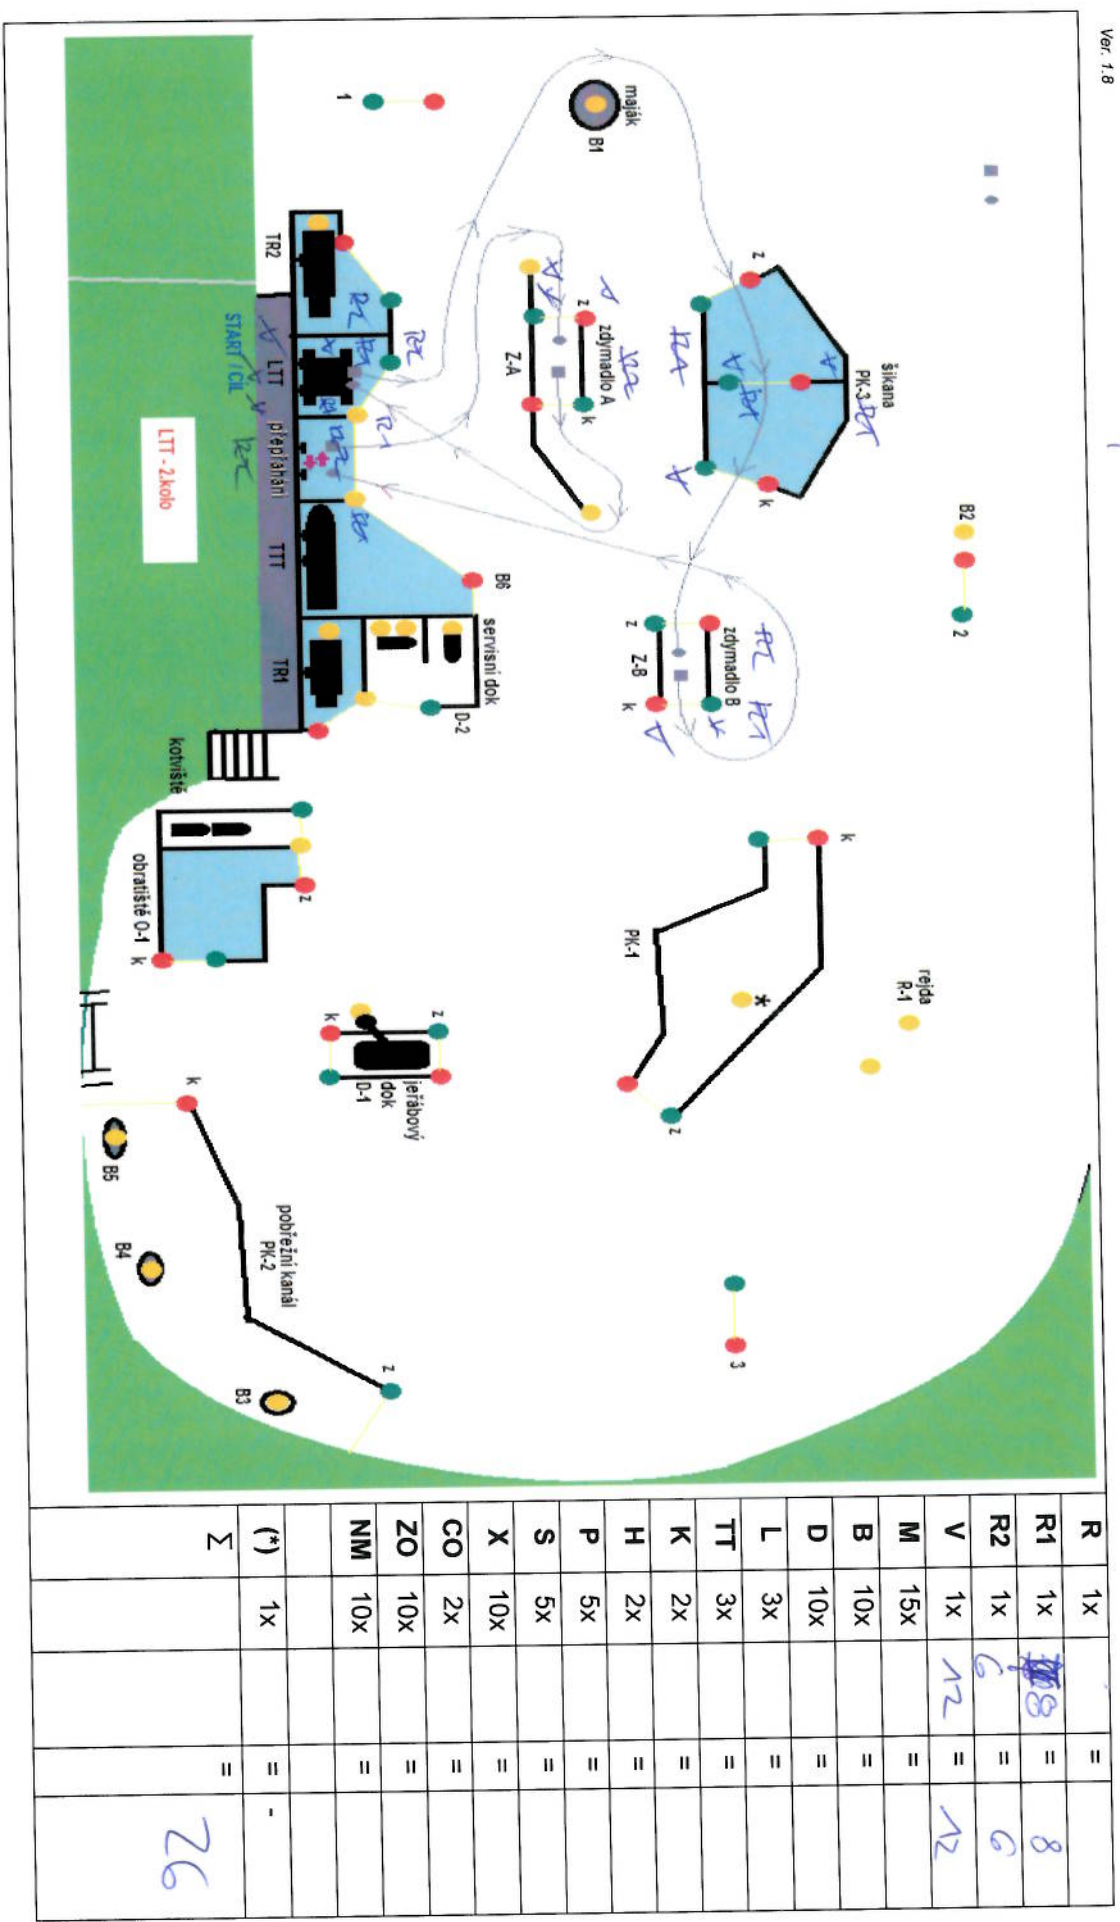 Ver. 1.8
1
maják
B1
z
šikana
PK-3
k
B2
2
zdymadlo A
z
k
Z-A
zdymadlo B
z
Z-B
k
TR2
LTT
START / CÍL
přepřahání
TTT
TR1
LTT - 2.kolo
B6
servisní dok
D-2
kotviště
obratiště O-1
z
k
k
PK-1
*
z
rejda
R-1
k
z
jeřábový
dok
D-1
k
B5
B4
B3
pobřežní kanál
PK-2
z
3
R 1x =
R1 1x 8 = 8
R2 1x 6 = 6
V 1x 12 = 12
M 15x =
B 10x =
D 10x =
L 3x =
TT 3x =
K 2x =
H 2x =
P 5x =
S 5x =
X 10x =
CO 2x =
ZO 10x =
NM 10x =
(*) 1x = -
Σ = 26